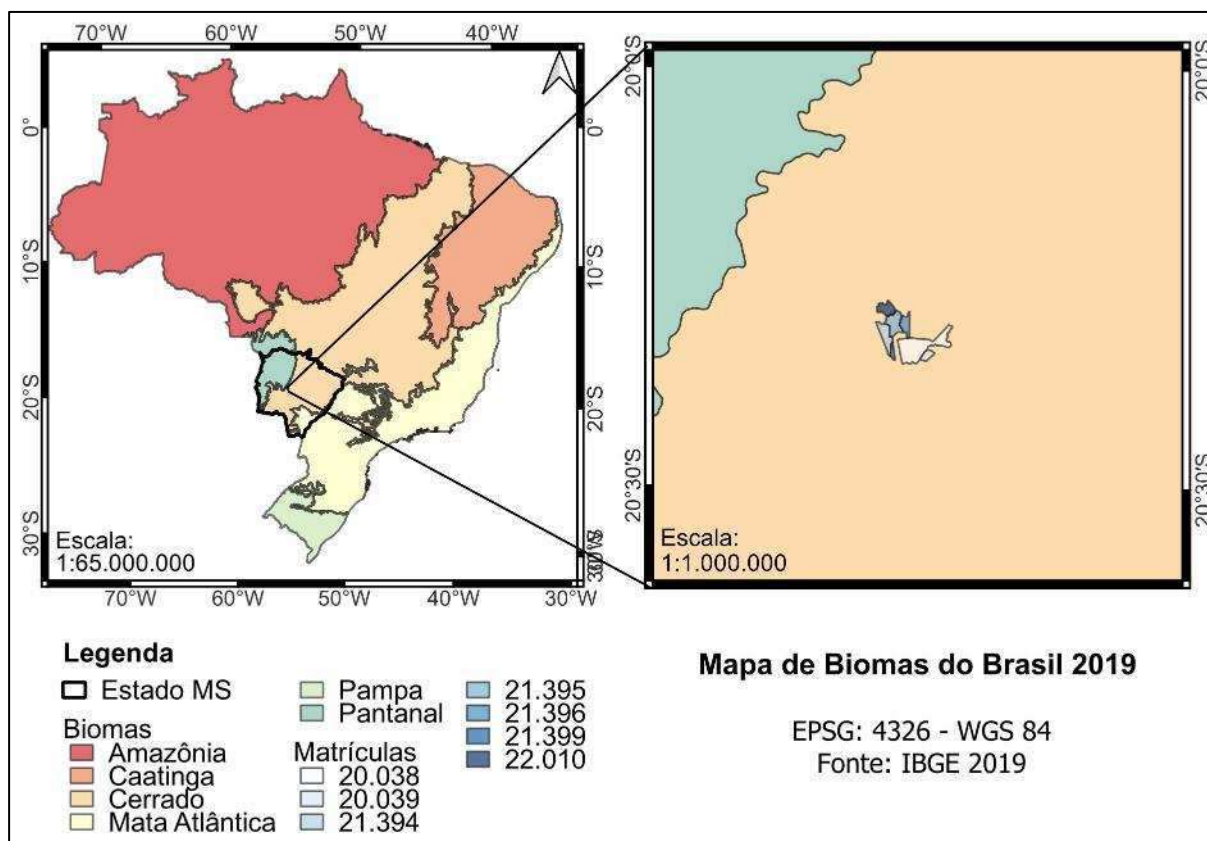 70°W 60°W 50°W 40°W
0°
10°S
20°S
30°S
0°
10°S
20°S
Escala:
1:65.000.000
70°W 60°W 50°W 40°W 30°W
20°0'S
20°30'S
20°0'S
20°30'S
Escala:
1:1.000.000
Legenda
Estado MS
Biomas
Amazônia
Caatinga
Cerrado
Mata Atlântica
Pampa
Pantanal
Matrículas
20.038
20.039
21.394
21.395
21.396
21.399
22.010
Mapa de Biomas do Brasil 2019
EPSG: 4326 - WGS 84
Fonte: IBGE 2019